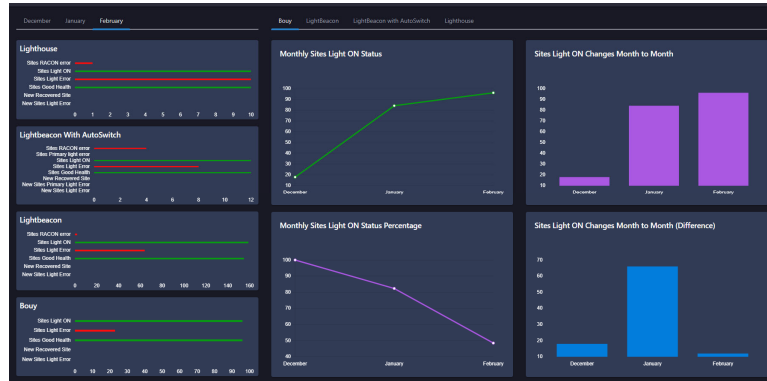 December January February
Bouy LightBeacon LightBeacon with AutoSwitch Lighthouse
Lighthouse
Sites RACON error
Sites Light ON
Sites Light Error
Sites Good Health
New Recovered Site
New Sites Light Error
0 1 2 3 4 5 6 7 8 9 10
Lightbeacon With AutoSwitch
Sites RACON error
Sites Primary light error
Sites Light ON
Sites Light Error
Sites Good Health
New Recovered Site
New Sites Primary Light Error
New Sites Light Error
0 2 4 6 8 10 12
Lightbeacon
Sites RACON error
Sites Light ON
Sites Light Error
Sites Good Health
New Recovered Site
New Sites Light Error
0 20 40 60 80 100 120 140 160
Bouy
Sites Light ON
Sites Light Error
Sites Good Health
New Recovered Site
New Sites Light Error
0 10 20 30 40 50 60 70 80 90 100
Monthly Sites Light ON Status
100
90
80
70
60
50
40
30
20
10
December January February
Sites Light ON Changes Month to Month
100
90
80
70
60
50
40
30
20
10
December January February
Monthly Sites Light ON Status Percentage
100
90
80
70
60
50
40
December January February
Sites Light ON Changes Month to Month (Difference)
70
60
50
40
30
20
10
December January February